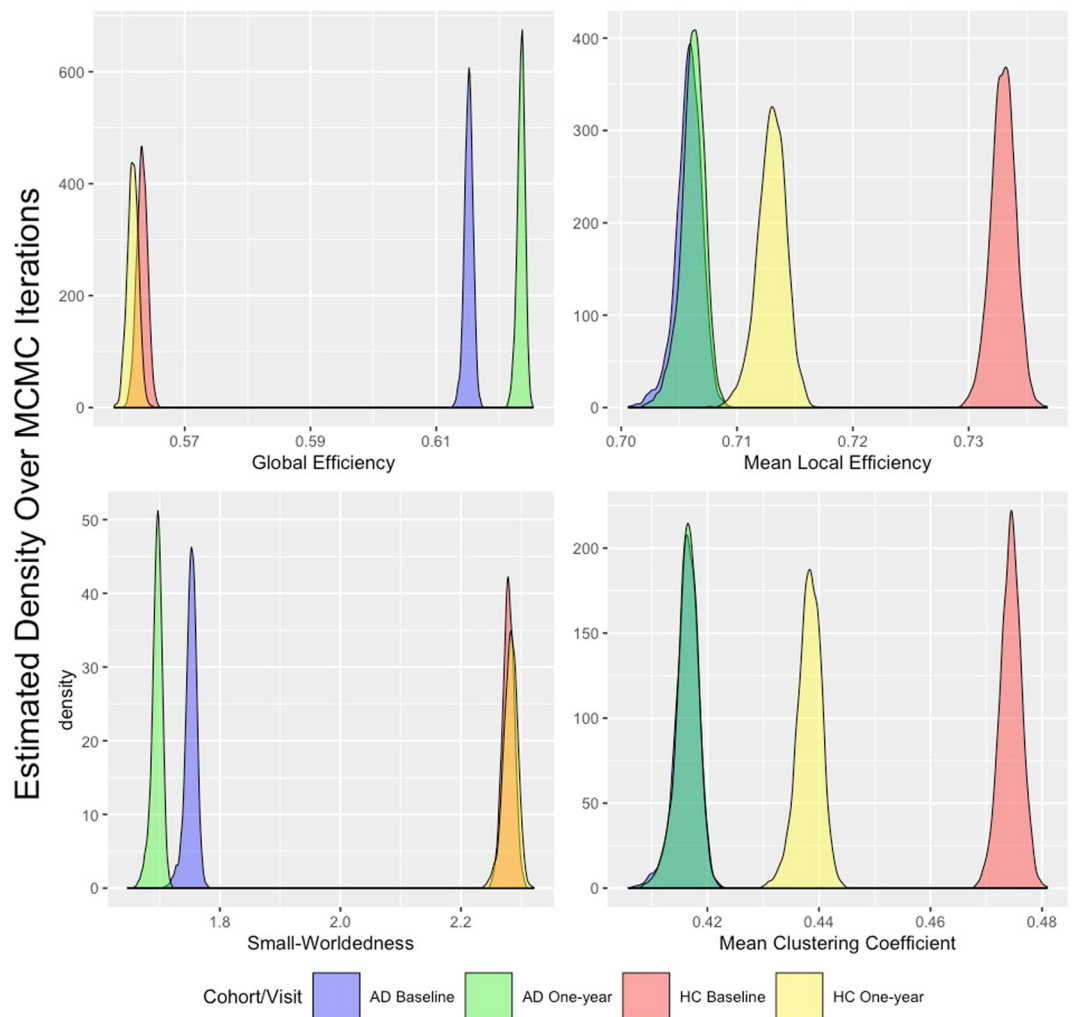 Estimated Density Over MCMC Iterations
600
400
200
0
0.57 0.59 0.61
Global Efficiency
400
300
200
100
0
0.70 0.71 0.72 0.73
Mean Local Efficiency
density
50
40
30
20
10
0
1.8 2.0 2.2
Small-Worldedness
200
150
100
50
0
0.42 0.44 0.46 0.48
Mean Clustering Coefficient
Cohort/Visit AD Baseline AD One-year HC Baseline HC One-year